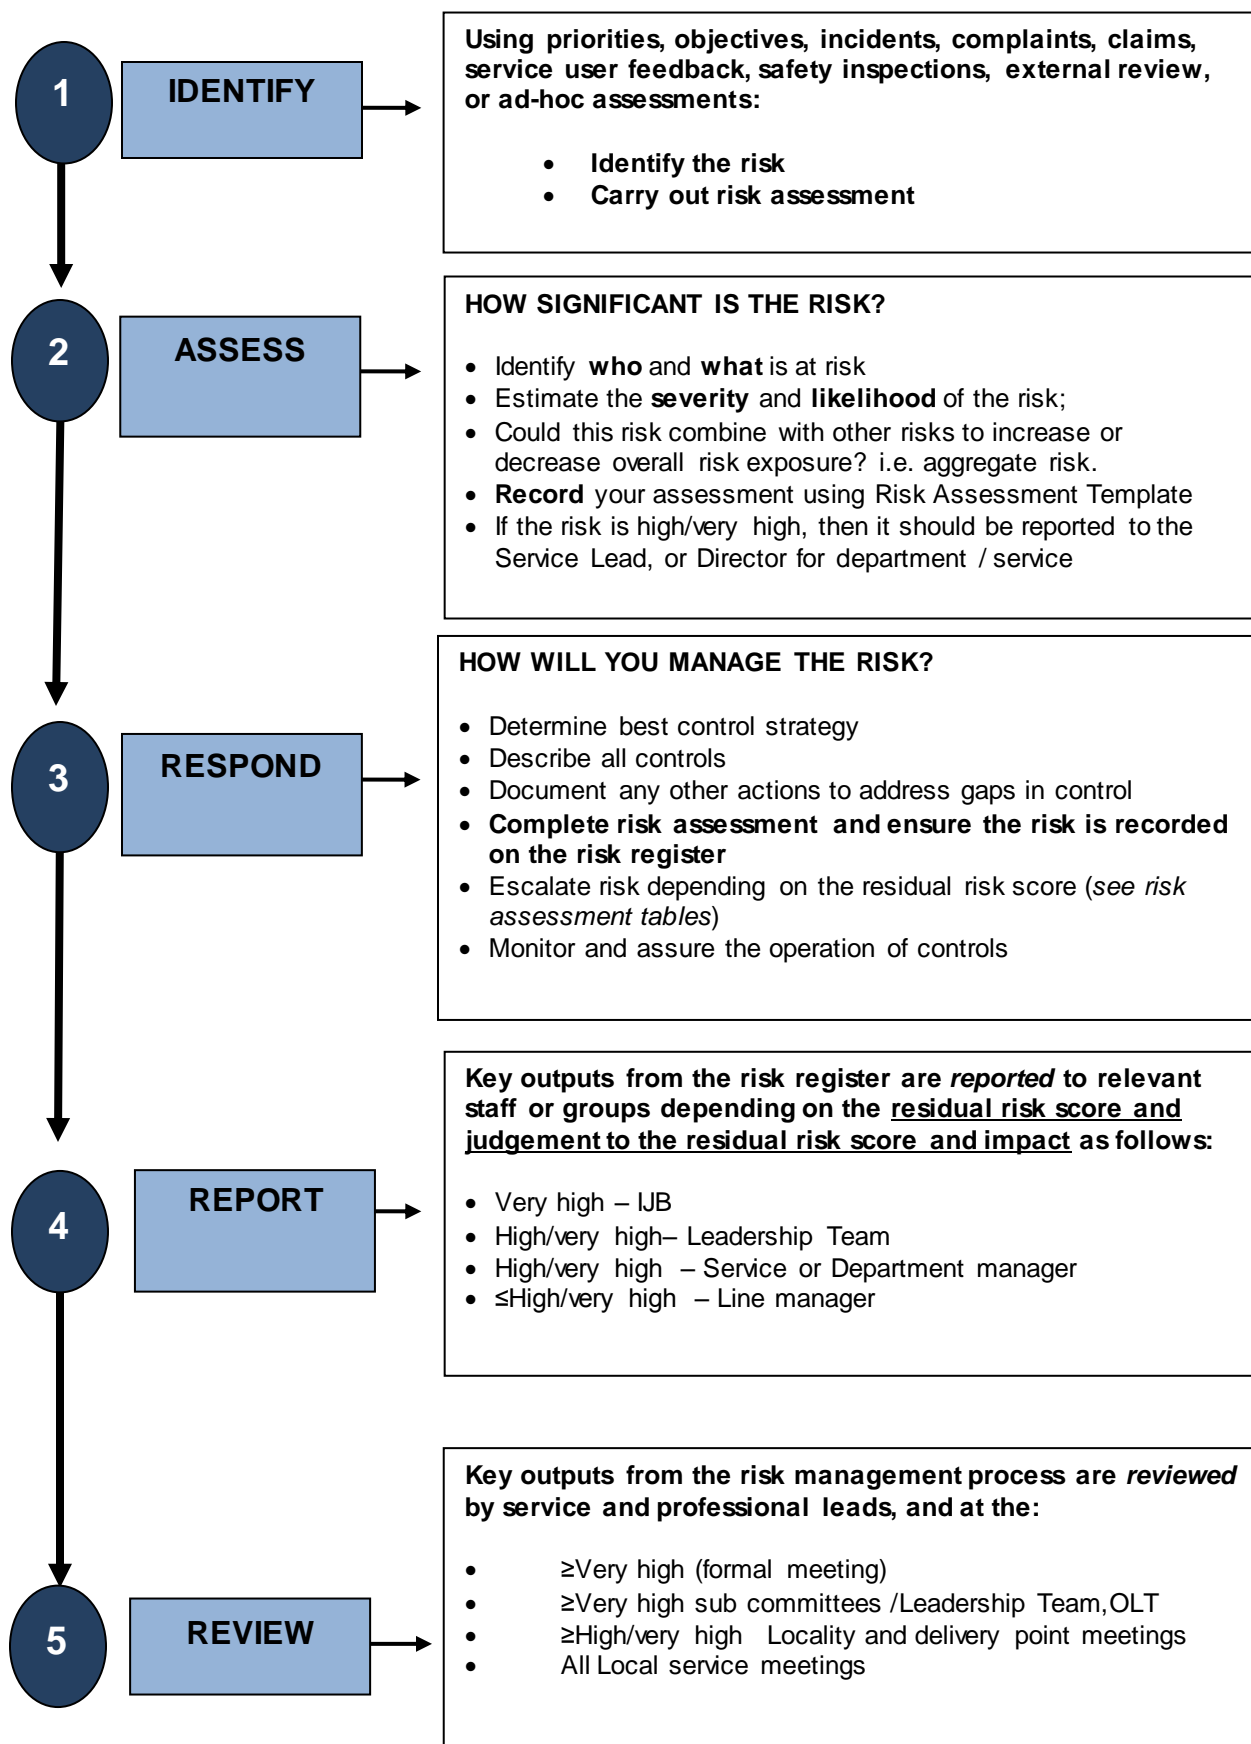 1
IDENTIFY
Using priorities, objectives, incidents, complaints, claims,
service user feedback, safety inspections, external review,
or ad-hoc assessments:
• Identify the risk
• Carry out risk assessment
2
ASSESS
HOW SIGNIFICANT IS THE RISK?
• Identify who and what is at risk
• Estimate the severity and likelihood of the risk;
• Could this risk combine with other risks to increase or
decrease overall risk exposure? i.e. aggregate risk.
• Record your assessment using Risk Assessment Template
• If the risk is high/very high, then it should be reported to the
Service Lead, or Director for department / service
3
RESPOND
HOW WILL YOU MANAGE THE RISK?
• Determine best control strategy
• Describe all controls
• Document any other actions to address gaps in control
• Complete risk assessment and ensure the risk is recorded
on the risk register
• Escalate risk depending on the residual risk score (see risk
assessment tables)
• Monitor and assure the operation of controls
4
REPORT
Key outputs from the risk register are reported to relevant
staff or groups depending on the residual risk score and
judgement to the residual risk score and impact as follows:
• Very high – IJB
• High/very high– Leadership Team
• High/very high – Service or Department manager
• ≤High/very high – Line manager
5
REVIEW
Key outputs from the risk management process are reviewed
by service and professional leads, and at the:
• ≥Very high (formal meeting)
• ≥Very high sub committees /Leadership Team,OLT
• ≥High/very high Locality and delivery point meetings
• All Local service meetings